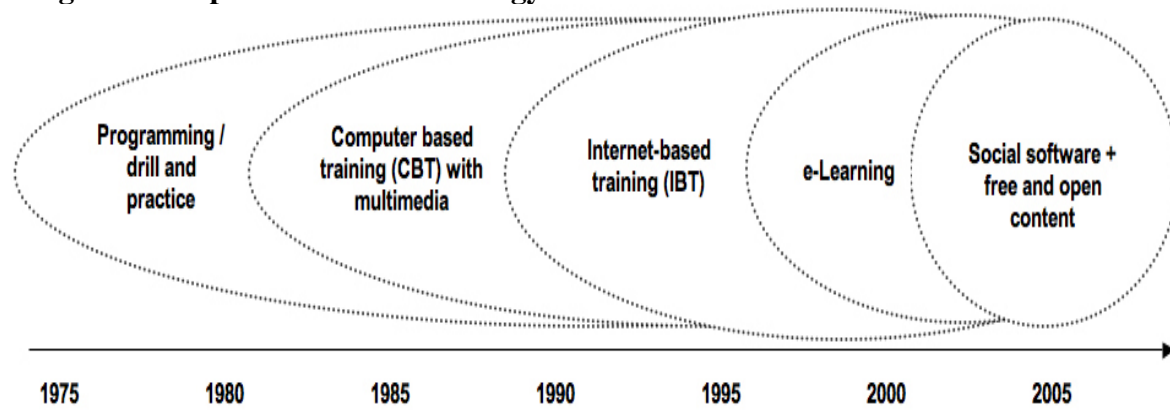 Programming /
drill and
practice
Computer based
training (CBT) with
multimedia
Internet-based
training (IBT)
e-Learning
Social software +
free and open
content
1975 1980 1985 1990 1995 2000 2005